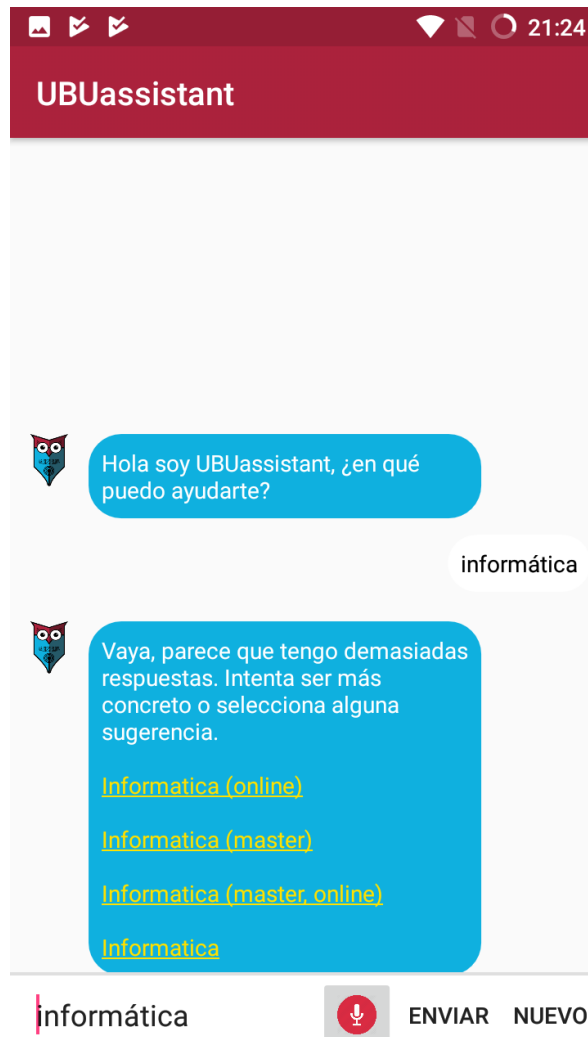 21:24
UBUassistant
Hola soy UBUassistant, ¿en qué
puedo ayudarte?
informática
Vaya, parece que tengo demasiadas
respuestas. Intenta ser más
concreto o selecciona alguna
sugerencia.
Informatica (online)
Informatica (master)
Informatica (master, online)
Informatica
informática
ENVIAR NUEVO